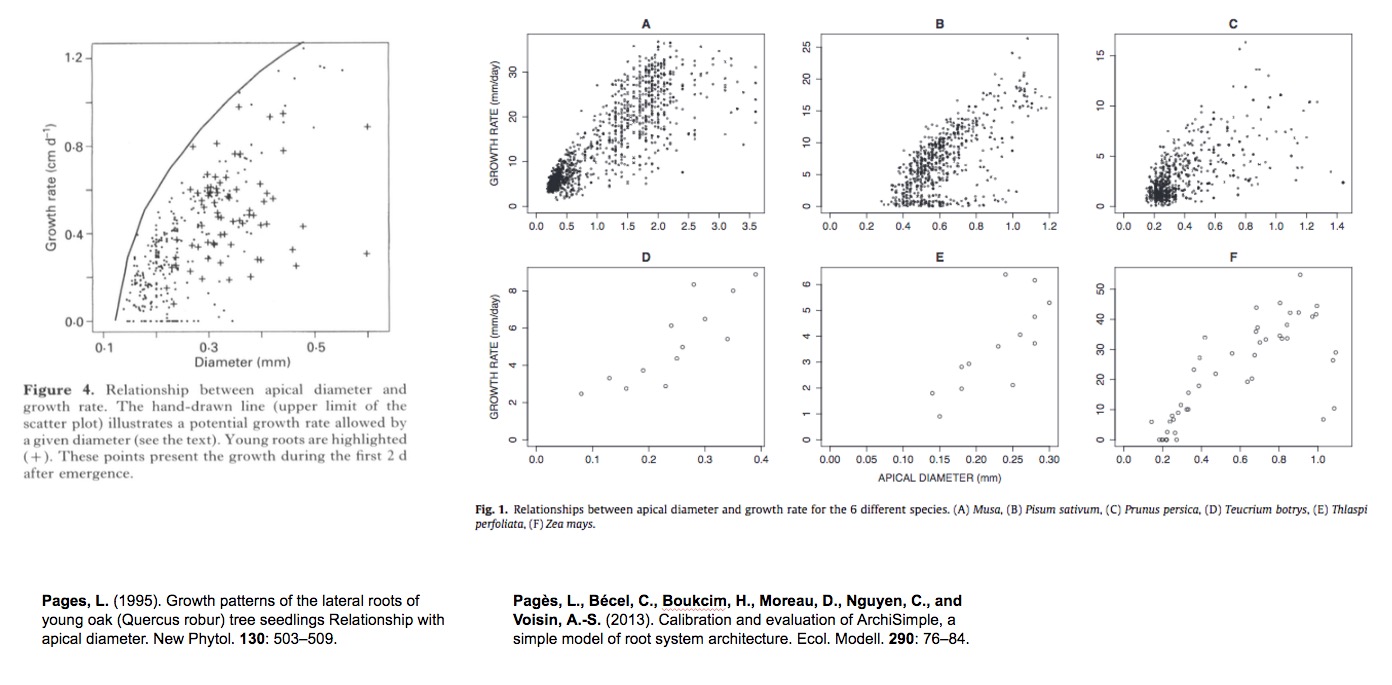 1·2
0·8
0·4
0·0
Growth rate (cm d⁻¹)
0·1 0·3 0·5
Diameter (mm)
Figure 4. Relationship between apical diameter and
growth rate. The hand-drawn line (upper limit of the
scatter plot) illustrates a potential growth rate allowed by
a given diameter (see the text). Young roots are highlighted
(+). These points present the growth during the first 2 d
after emergence.
A
GROWTH RATE (mm/day)
30
20
10
0
0.0 0.5 1.0 1.5 2.0 2.5 3.0 3.5
B
25
20
15
10
5
0
0.0 0.2 0.4 0.6 0.8 1.0 1.2
C
15
10
5
0
0.0 0.2 0.4 0.6 0.8 1.0 1.2 1.4
D
GROWTH RATE (mm/day)
8
6
4
2
0
0.0 0.1 0.2 0.3 0.4
E
6
5
4
3
2
1
0
0.00 0.05 0.10 0.15 0.20 0.25 0.30
APICAL DIAMETER (mm)
F
50
40
30
20
10
0
0.0 0.2 0.4 0.6 0.8 1.0
Fig. 1. Relationships between apical diameter and growth rate for the 6 different species. (A) Musa, (B) Pisum sativum, (C) Prunus persica, (D) Teucrium botrys, (E) Thlaspi
perfoliata, (F) Zea mays.
Pages, L. (1995). Growth patterns of the lateral roots of
young oak (Quercus robur) tree seedlings Relationship with
apical diameter. New Phytol. 130: 503–509.
Pagès, L., Bécel, C., Boukcim, H., Moreau, D., Nguyen, C., and
Voisin, A.-S. (2013). Calibration and evaluation of ArchiSimple, a
simple model of root system architecture. Ecol. Modell. 290: 76–84.